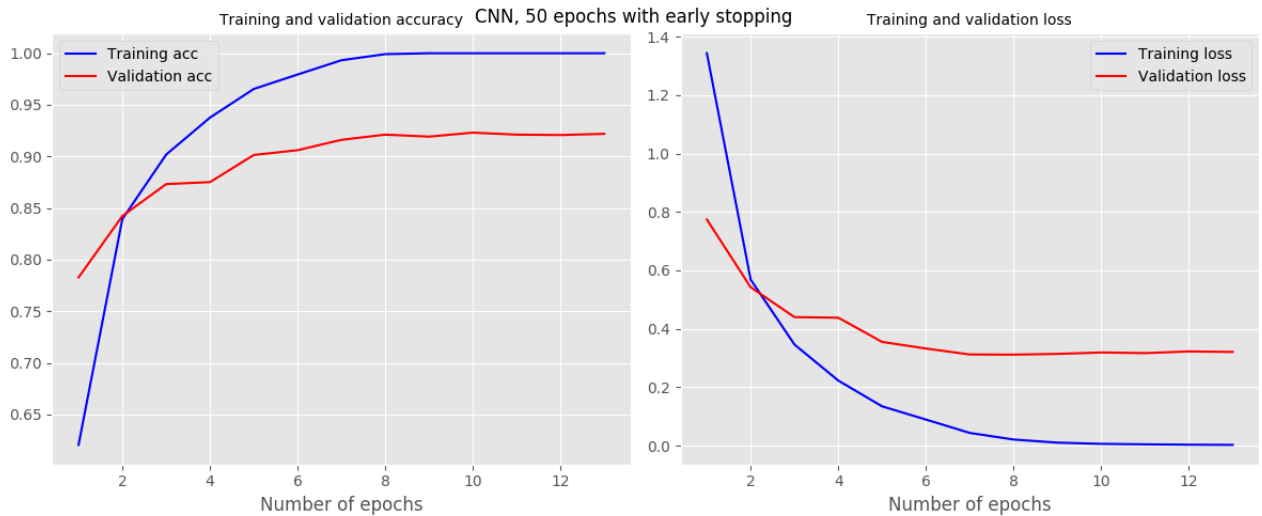 CNN, 50 epochs with early stopping
Training and validation accuracy
Training acc
Validation acc
1.00
0.95
0.90
0.85
0.80
0.75
0.70
0.65
2 4 6 8 10 12
Number of epochs
Training and validation loss
Training loss
Validation loss
1.4
1.2
1.0
0.8
0.6
0.4
0.2
0.0
2 4 6 8 10 12
Number of epochs